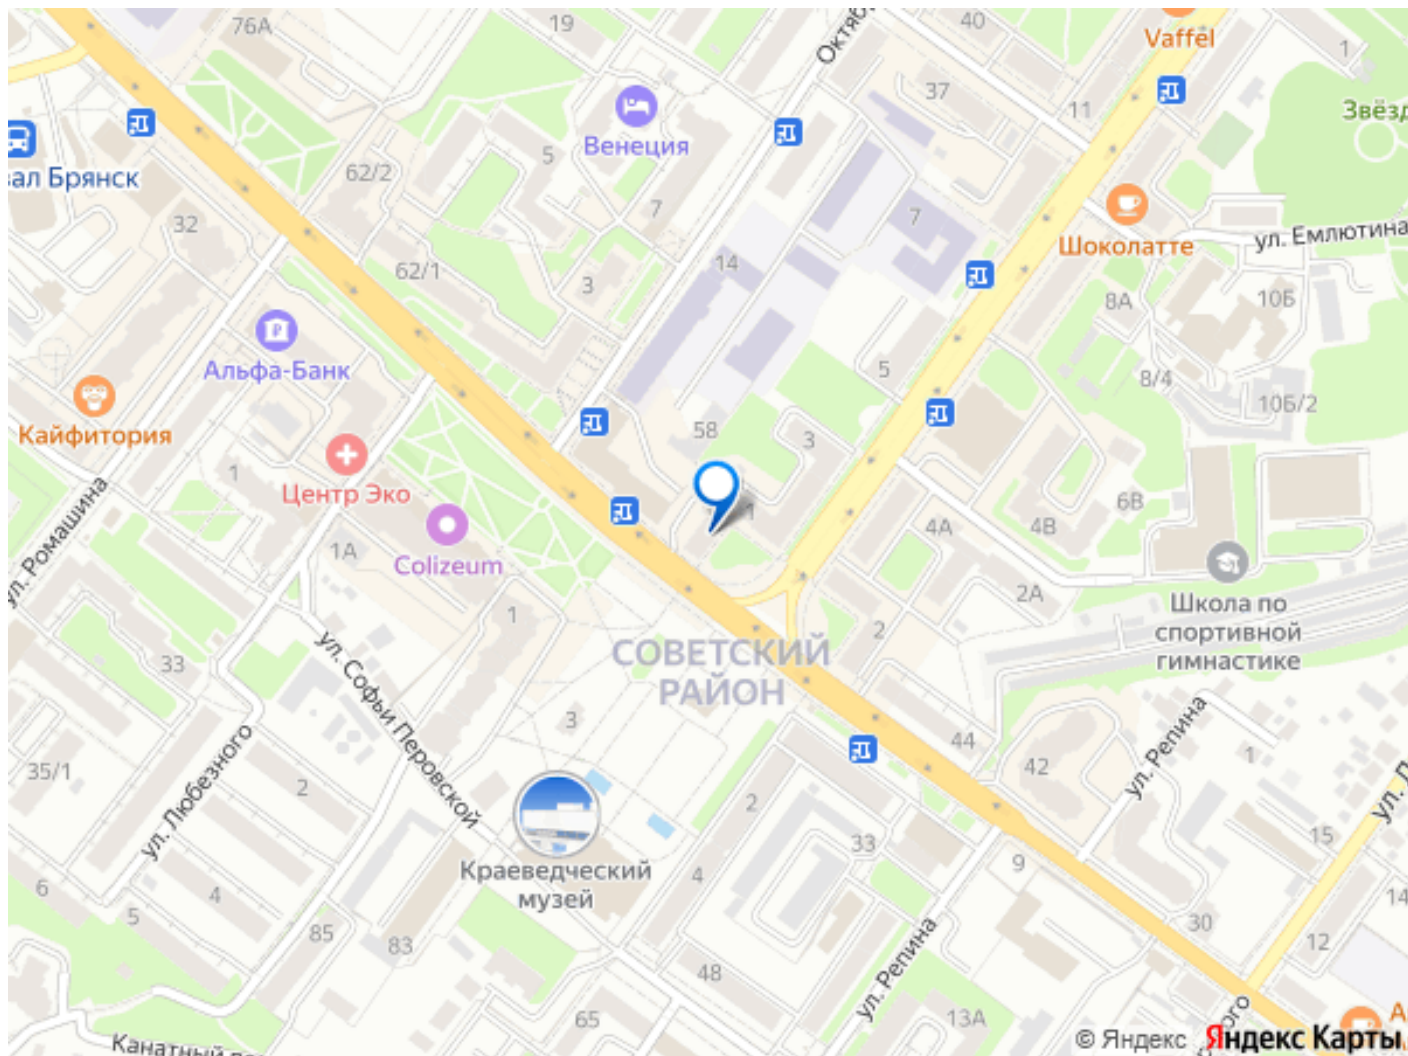 76А
19
40
Vaffel
1
37
11
Звёзд
Венеция
5
62/2
вал Брянск
7
7
32
Шоколатте
ул. Емлютина
14
62/1
3
8А
10Б
Альфа-Банк
5
8/4
10Б/2
Кайфитория
58
3
1
Центр Эко
6В
4А
4В
1
ул. Ромашина
1А
Colizeum
2А
Школа по
спортивной
гимнастике
1
2
СОВЕТСКИЙ
РАЙОН
33
ул. Софьи Перовской
3
44
42
ул. Репина
1
35/1
ул. Любезного
2
2
33
15
Краеведческий
музей
9
4
6
4
5
14
30
12
85
83
48
ул. Репина
65
13А
Канатный
© Яндекс
Яндекс Карты